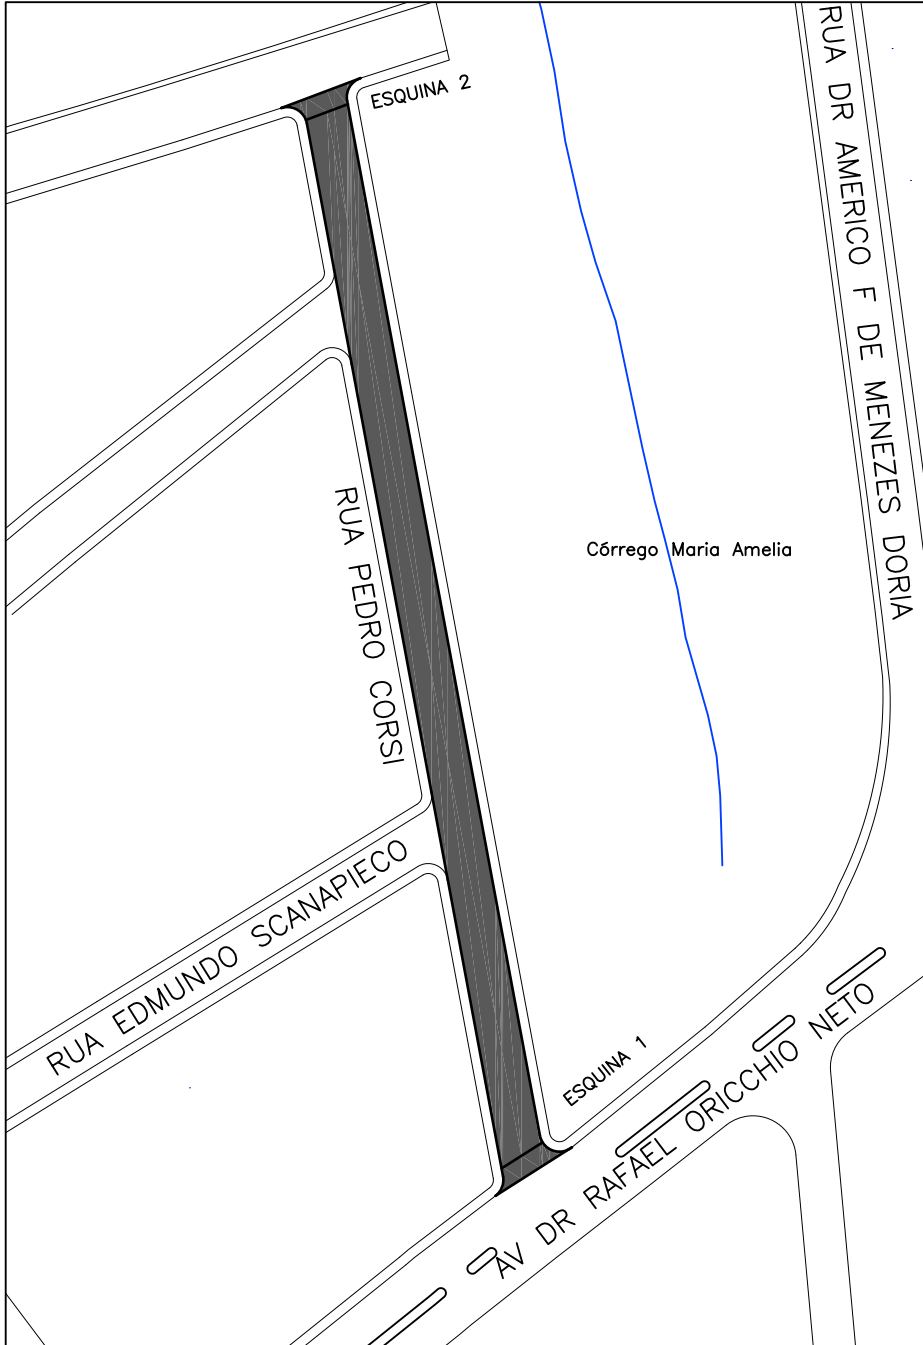 RUA DR AMERICO F DE MENEZES DORIA
ESQUINA 2
RUA PEDRO CORSI
Córrego Maria Amelia
RUA EDMUNDO SCANAPIECO
ESQUINA 1
AV DR RAFAEL ORICCHIO NETO